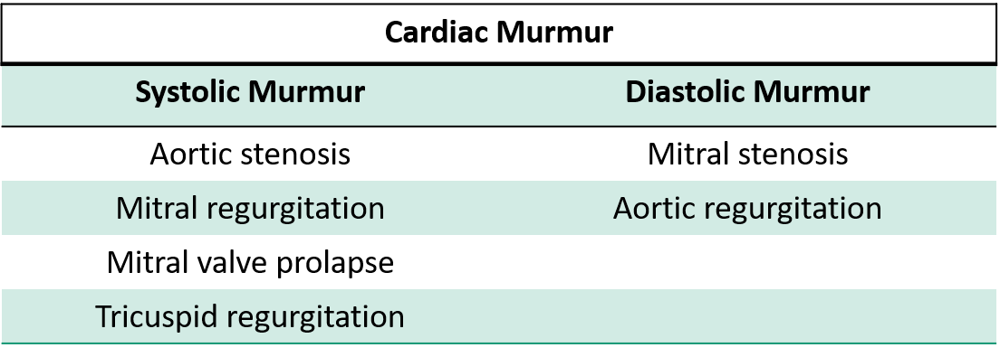 Cardiac Murmur
Systolic Murmur Diastolic Murmur
Aortic stenosis Mitral stenosis
Mitral regurgitation Aortic regurgitation
Mitral valve prolapse
Tricuspid regurgitation